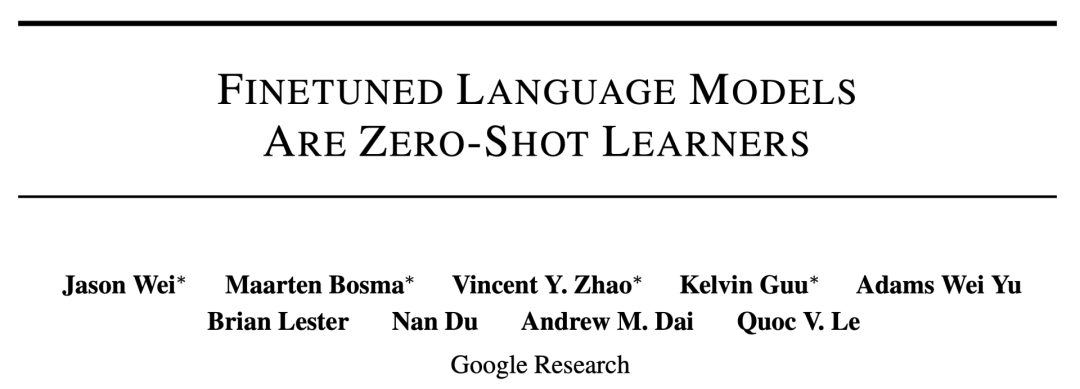 FINETUNED LANGUAGE MODELS
ARE ZERO-SHOT LEARNERS
Jason Wei* Maarten Bosma* Vincent Y. Zhao* Kelvin Guu* Adams Wei Yu
Brian Lester Nan Du Andrew M. Dai Quoc V. Le
Google Research